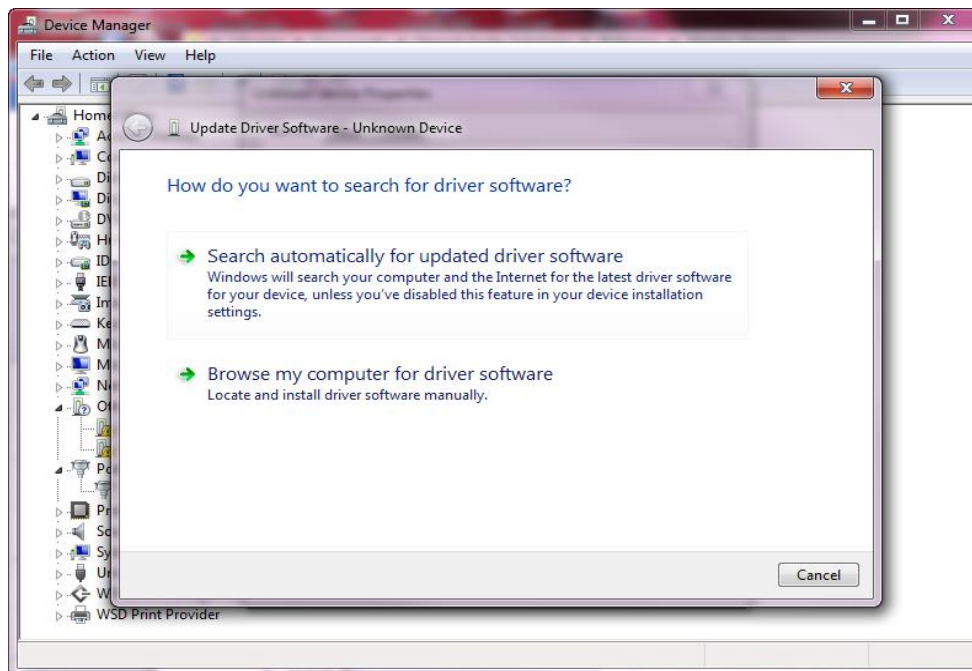 Device Manager
File Action View Help
Home
Update Driver Software - Unknown Device
How do you want to search for driver software?
Search automatically for updated driver software
Windows will search your computer and the Internet for the latest driver software
for your device, unless you've disabled this feature in your device installation
settings.
Browse my computer for driver software
Locate and install driver software manually.
Cancel
WSD Print Provider